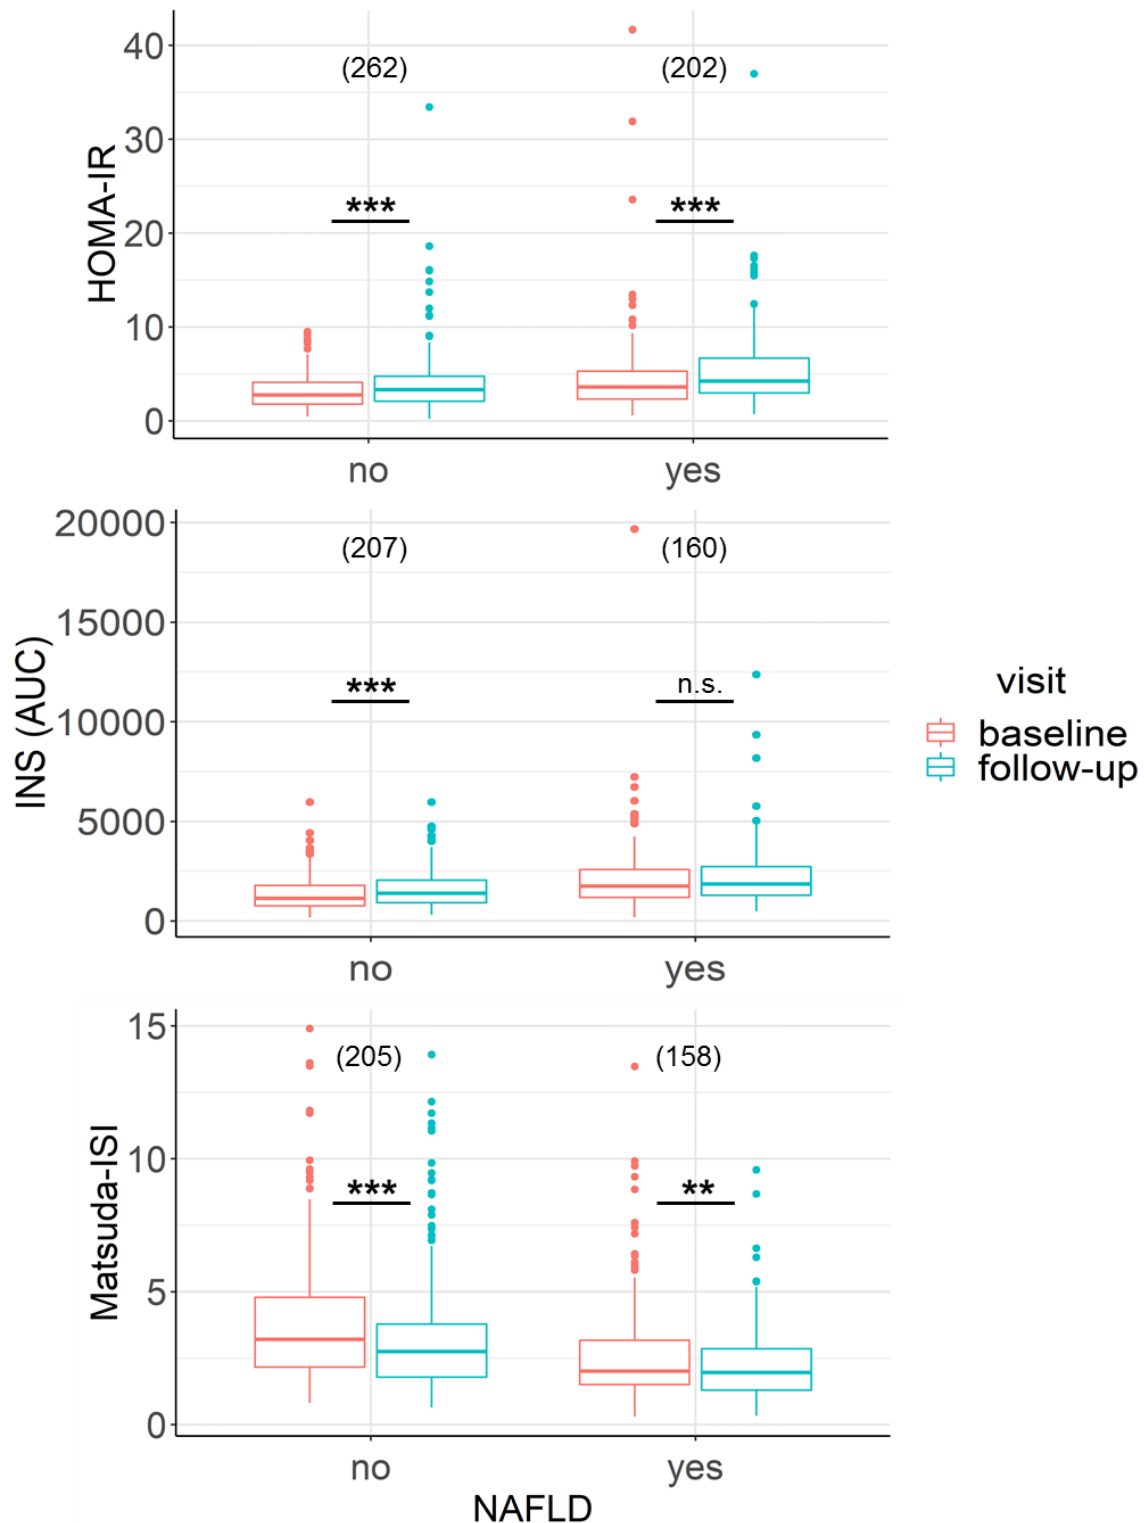 40
(262)
(202)
30
***
***
20
10
0
HOMA-IR
no
yes
20000
(207)
(160)
15000
***
n.s.
10000
5000
0
INS (AUC)
no
yes
visit
baseline
follow-up
15
(205)
(158)
10
***
**
5
0
Matsuda-ISI
no
yes
NAFLD